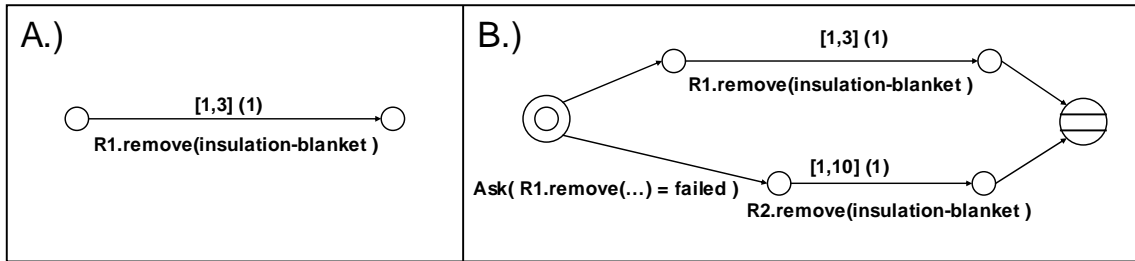 A.)
[1,3] (1)
R1.remove(insulation-blanket )
B.)
[1,3] (1)
R1.remove(insulation-blanket )
Ask( R1.remove(…) = failed )
[1,10] (1)
R2.remove(insulation-blanket )